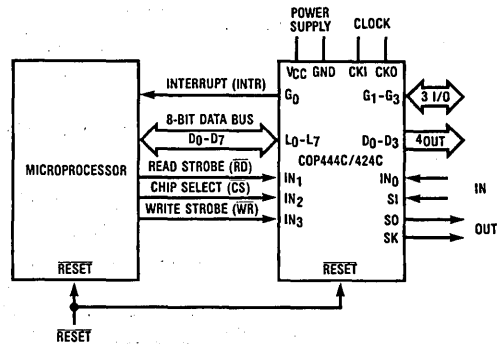 POWER SUPPLY CLOCK
VCC GND CKI CKO
INTERRUPT (INTR) G0 G1-G3 3 I/O
8-BIT DATA BUS
D0-D7 L0-L7 D0-D3 4 OUT
MICROPROCESSOR COP444C/424C
READ STROBE (RD) IN1 IN0 IN
CHIP SELECT (CS) IN2 SI
WRITE STROBE (WR) IN3 SO OUT
SK
RESET RESET
RESET